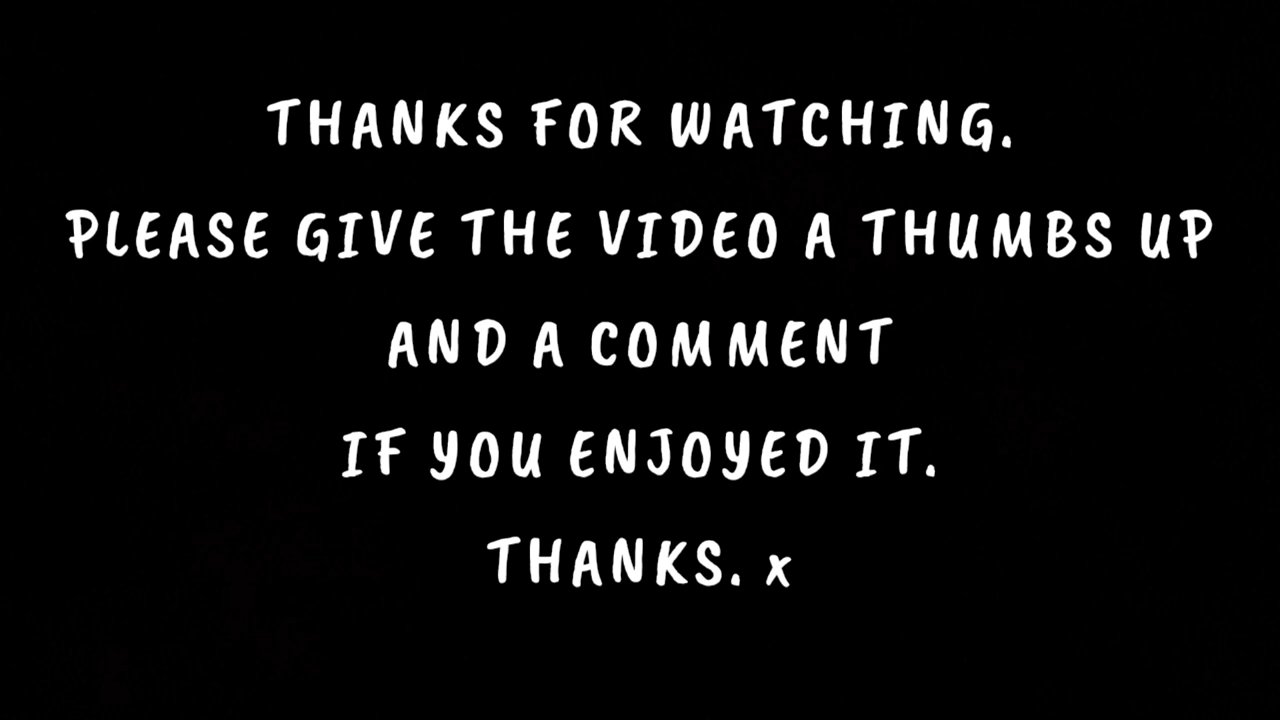 THANKS FOR WATCHING.
PLEASE GIVE THE VIDEO A THUMBS UP
AND A COMMENT
IF YOU ENJOYED IT.
THANKS. x